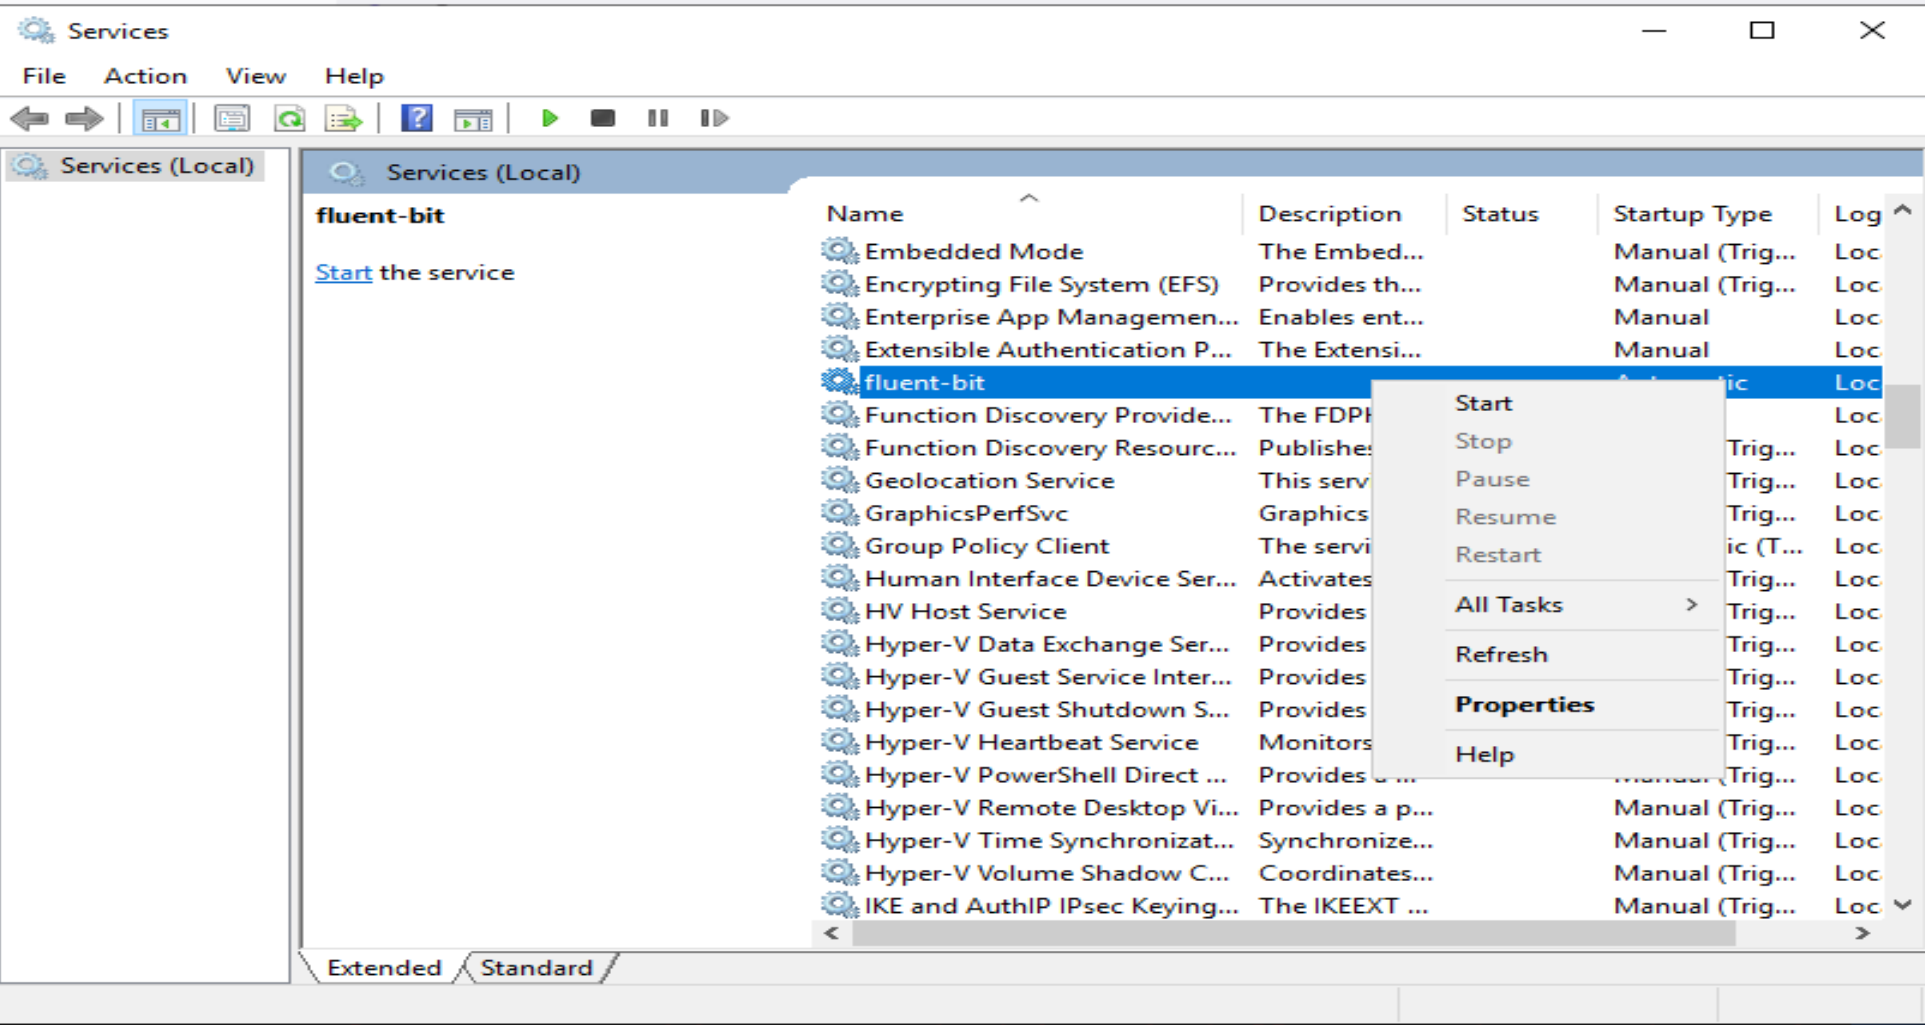 Services
File Action View Help
Services (Local)
Services (Local)
fluent-bit
Start the service
Name Description Status Startup Type Log
Embedded Mode The Embed... Manual (Trig... Loc
Encrypting File System (EFS) Provides th... Manual (Trig... Loc
Enterprise App Managemen... Enables ent... Manual Loc
Extensible Authentication P... The Extensi... Manual Loc
fluent-bit ic Loc
Function Discovery Provide... The FDPH Loc
Function Discovery Resourc... Publishes Trig... Loc
Geolocation Service This serv Trig... Loc
GraphicsPerfSvc Graphics Trig... Loc
Group Policy Client The servi ic (T... Loc
Human Interface Device Ser... Activates Trig... Loc
HV Host Service Provides Trig... Loc
Hyper-V Data Exchange Ser... Provides Trig... Loc
Hyper-V Guest Service Inter... Provides Trig... Loc
Hyper-V Guest Shutdown S... Provides Trig... Loc
Hyper-V Heartbeat Service Monitors Trig... Loc
Hyper-V PowerShell Direct ... Provides a ... Manual (Trig... Loc
Hyper-V Remote Desktop Vi... Provides a p... Manual (Trig... Loc
Hyper-V Time Synchronizat... Synchronize... Manual (Trig... Loc
Hyper-V Volume Shadow C... Coordinates... Manual (Trig... Loc
IKE and AuthIP IPsec Keying... The IKEEXT ... Manual (Trig... Loc
Start
Stop
Pause
Resume
Restart
All Tasks
Refresh
Properties
Help
Extended Standard